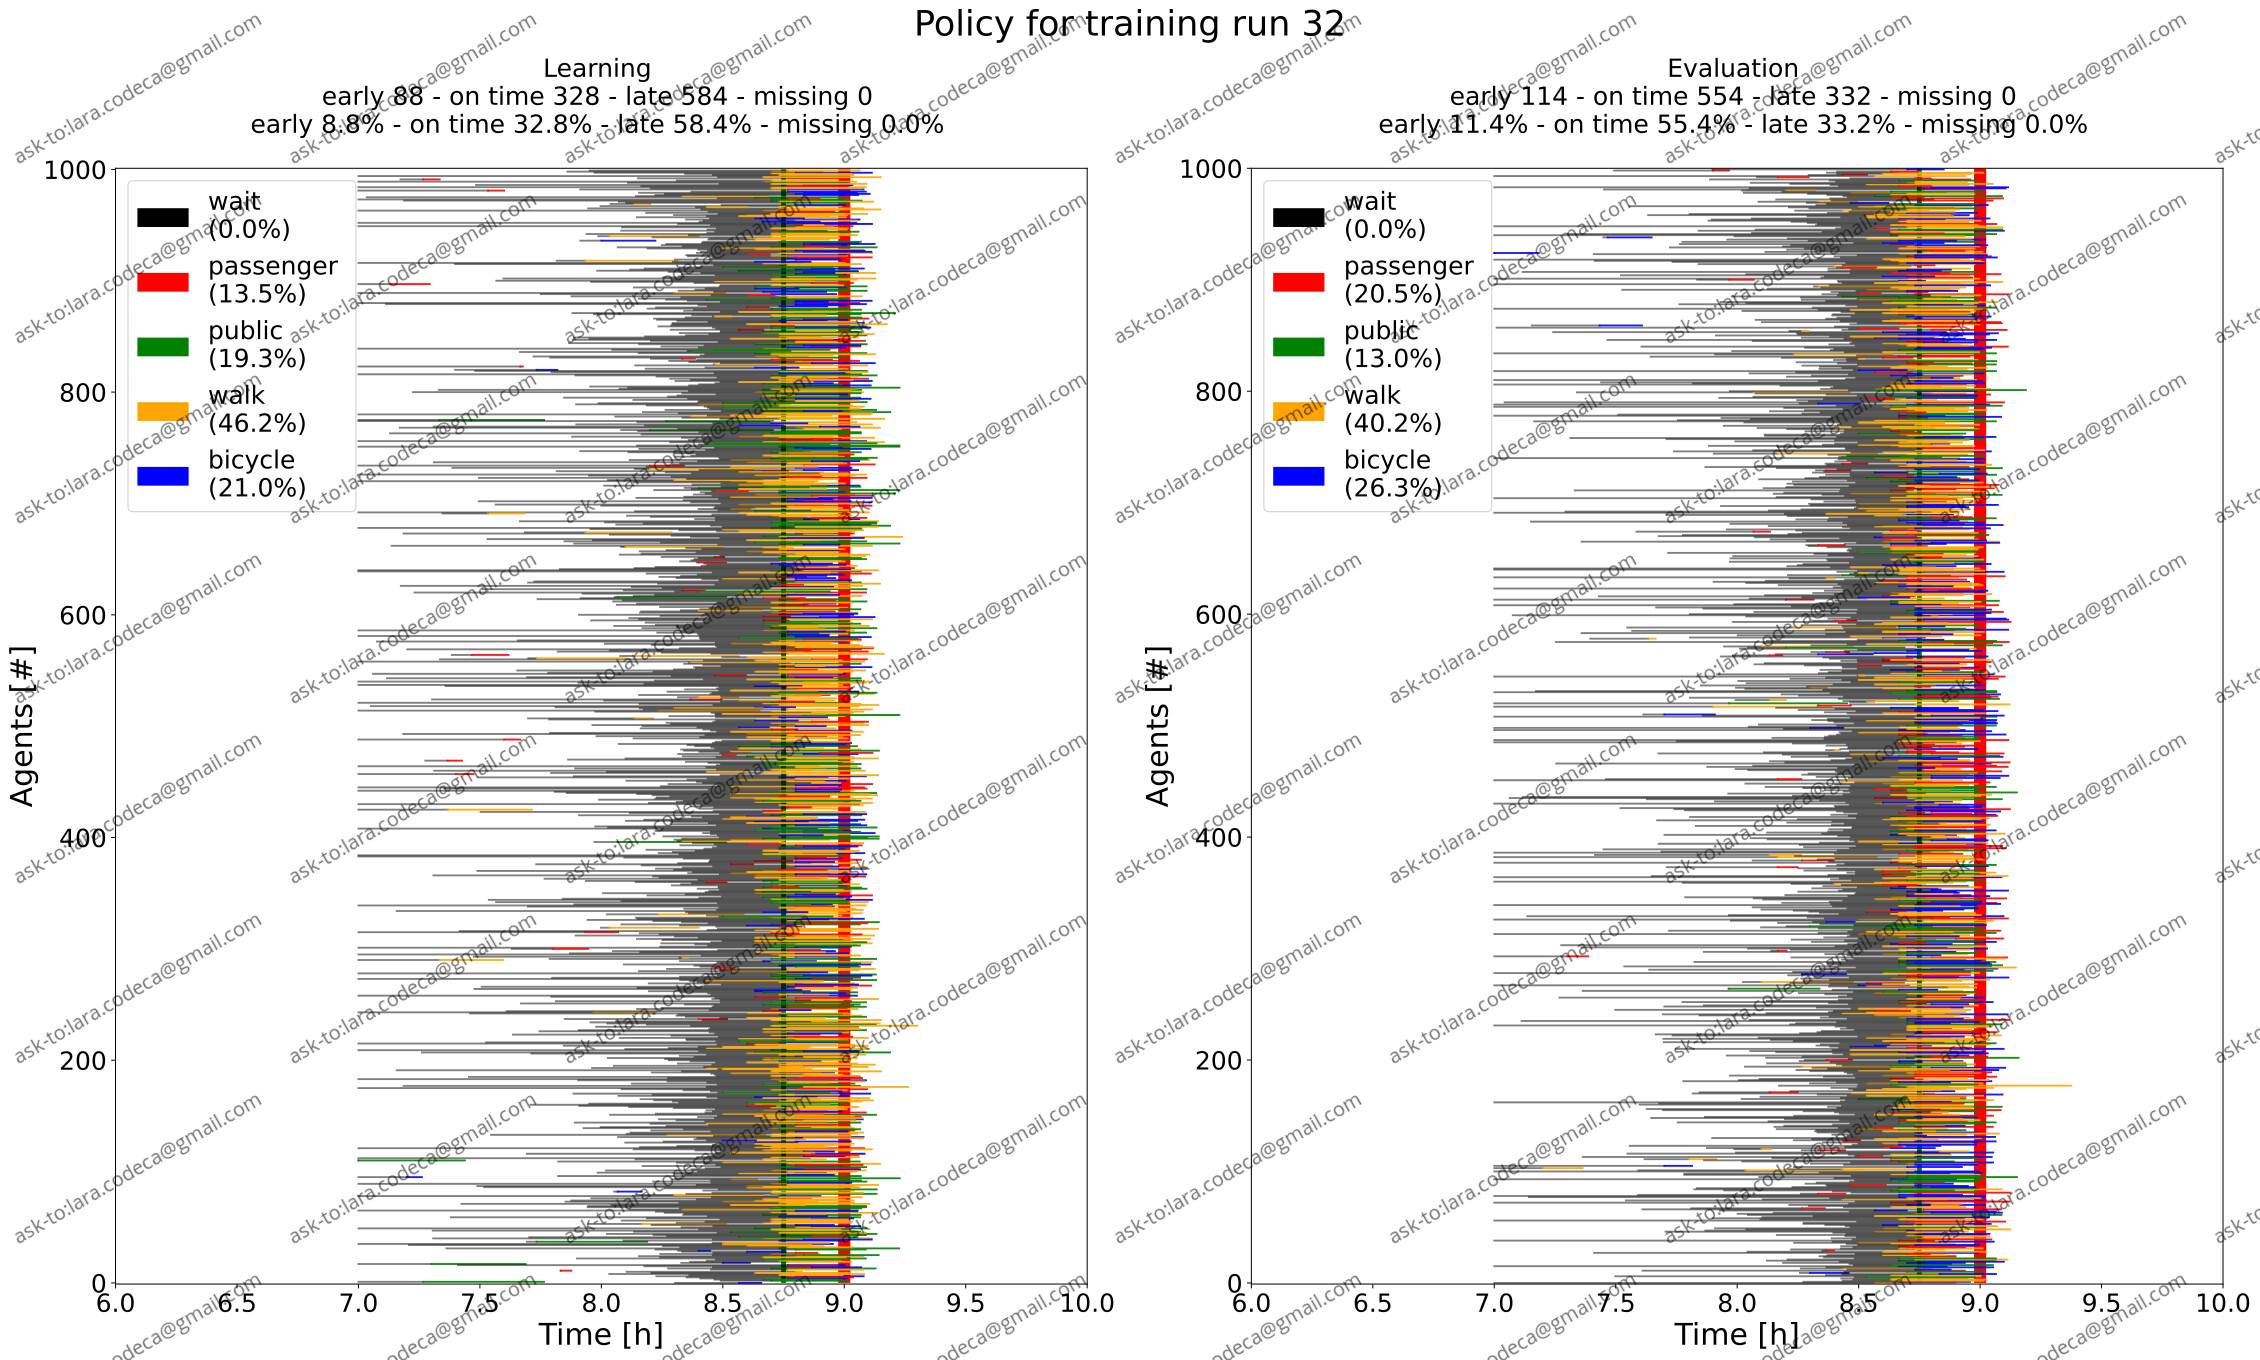 Policy for training run 32
Learning
early 88 - on time 328 - late 584 - missing 0
early 8.8% - on time 32.8% - late 58.4% - missing 0.0%
1000
800
600
400
200
0
Agents [#]
wait
(0.0%)
passenger
(13.5%)
public
(19.3%)
walk
(46.2%)
bicycle
(21.0%)
6.0 6.5 7.0 7.5 8.0 8.5 9.0 9.5 10.0
Time [h]
Evaluation
early 114 - on time 554 - late 332 - missing 0
early 11.4% - on time 55.4% - late 33.2% - missing 0.0%
1000
800
600
400
200
0
Agents [#]
wait
(0.0%)
passenger
(20.5%)
public
(13.0%)
walk
(40.2%)
bicycle
(26.3%)
6.0 6.5 7.0 7.5 8.0 8.5 9.0 9.5 10.0
Time [h]
ask-to:lara.codeca@gmail.com